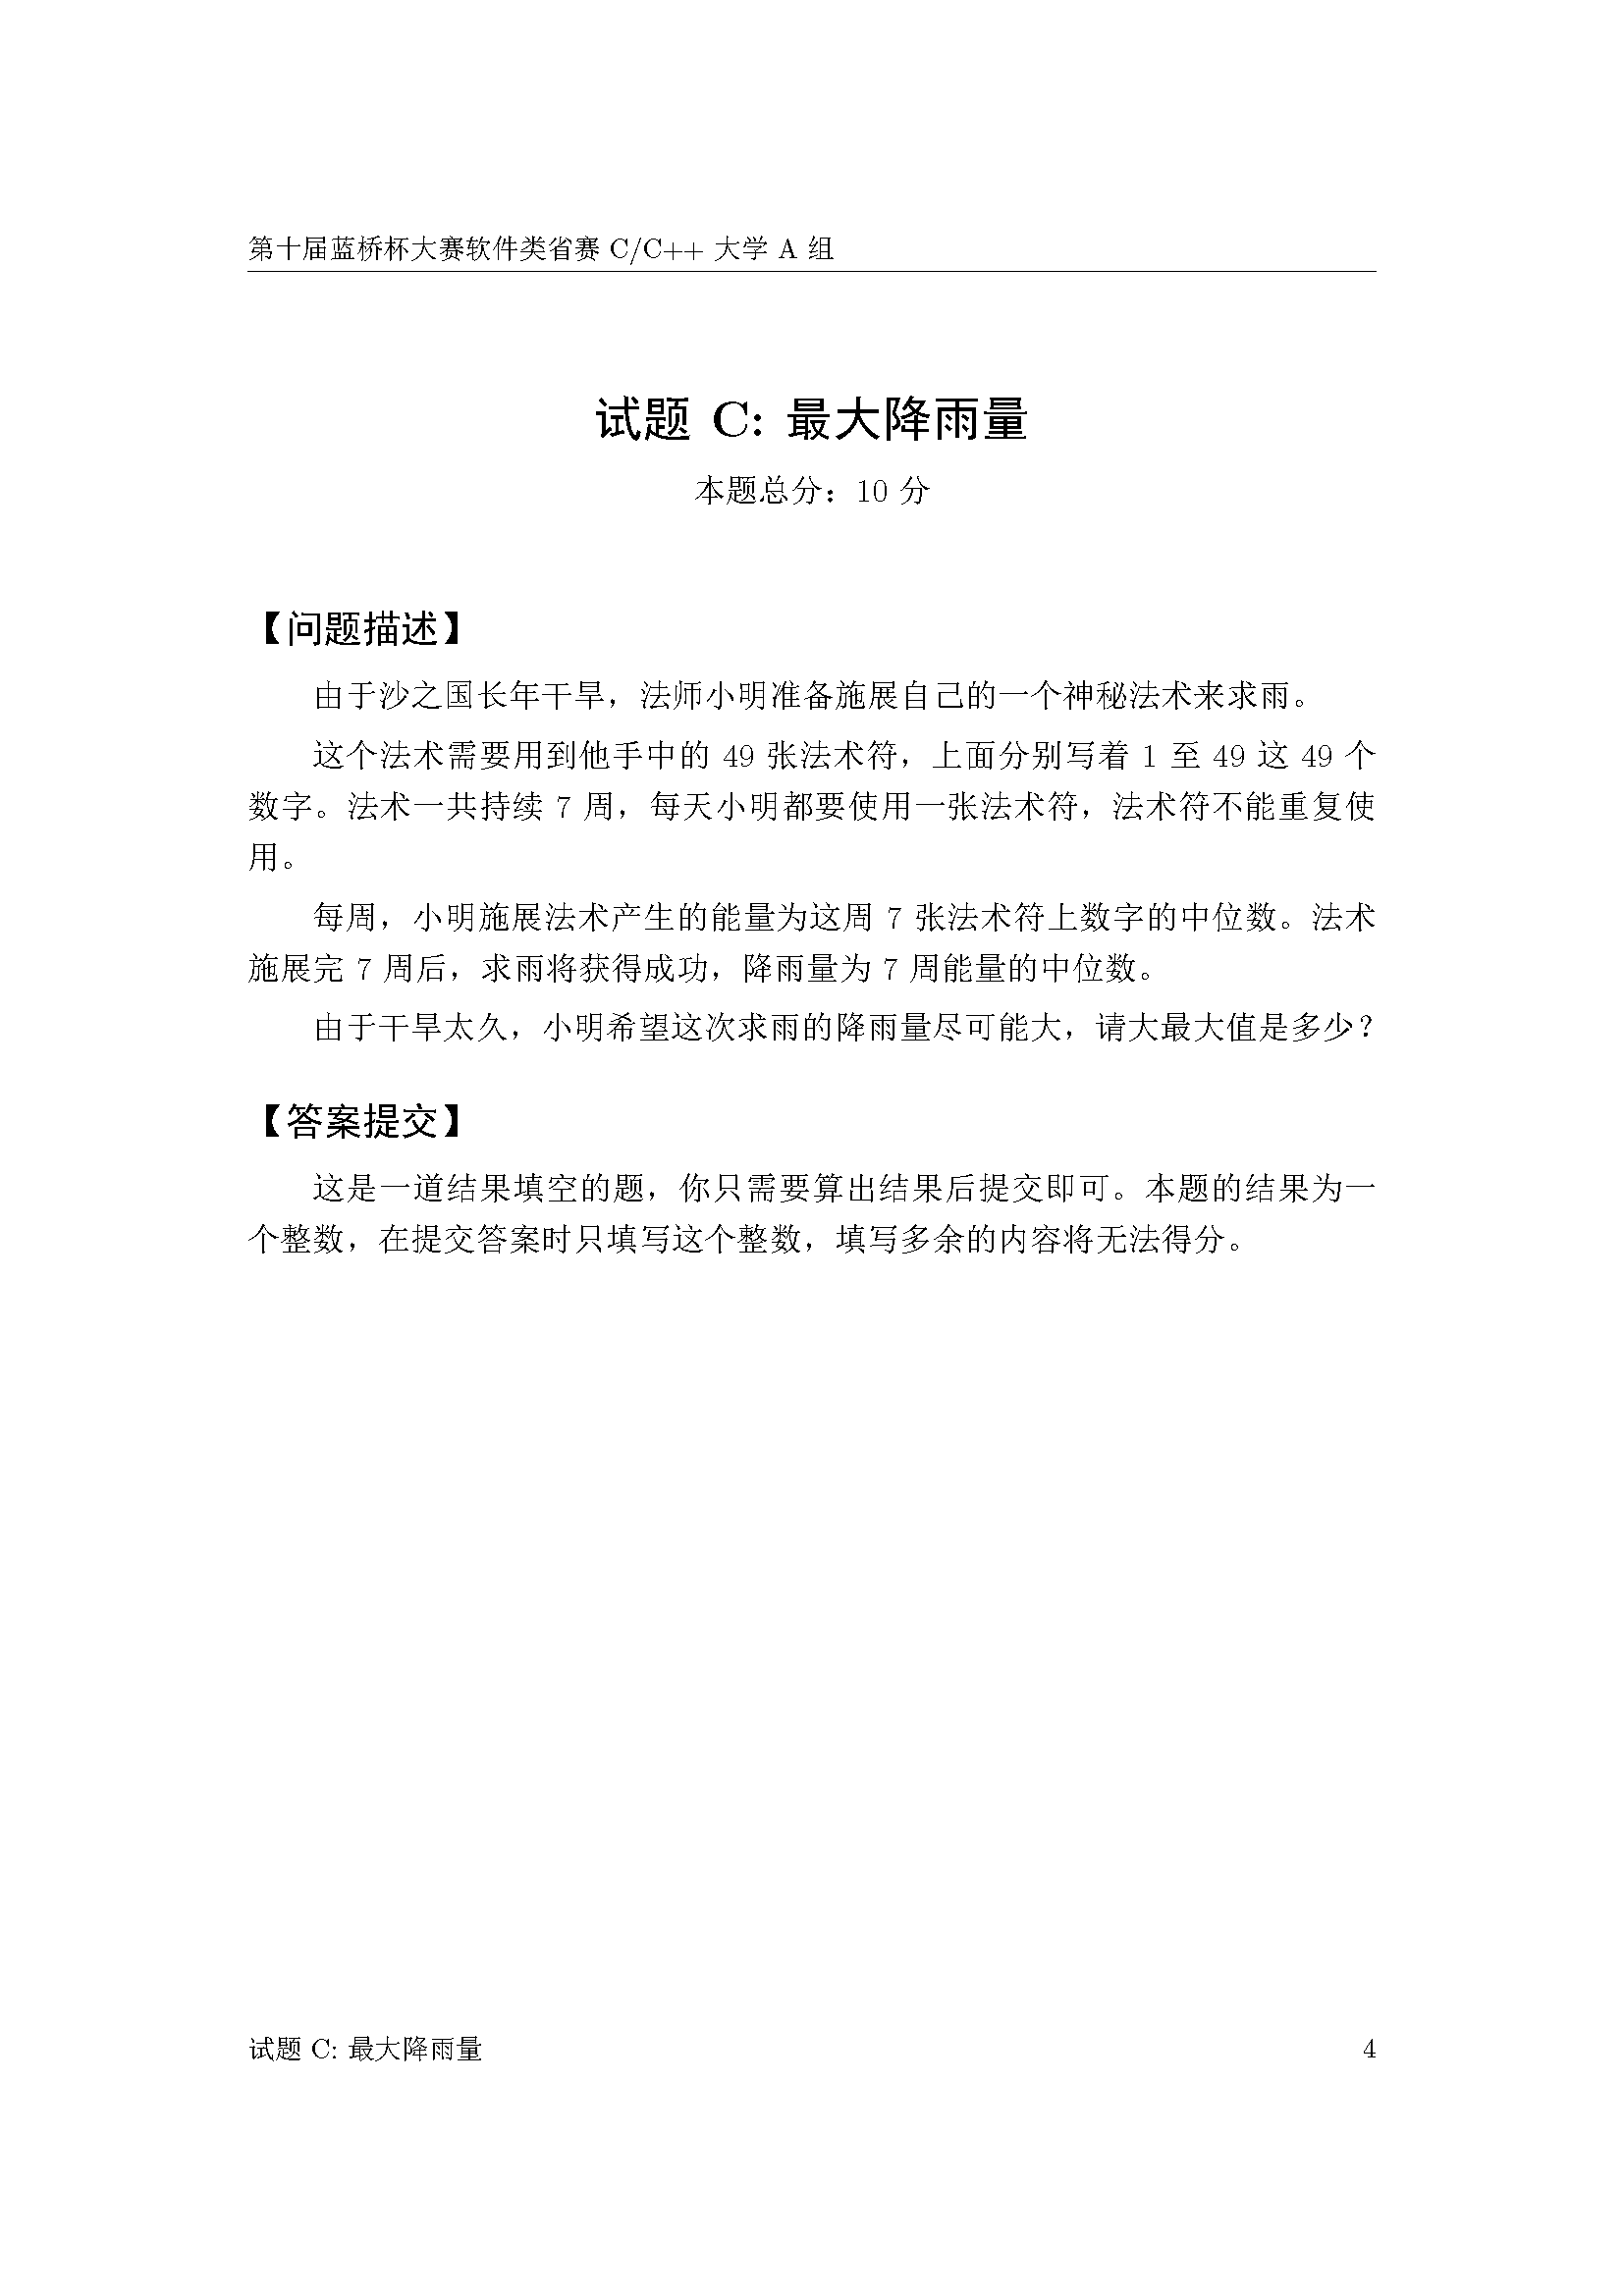 第十届蓝桥杯大赛软件类省赛 C/C++ 大学 A 组
试题 C: 最大降雨量
本题总分：10 分
【问题描述】
由于沙之国长年干旱，法师小明准备施展自己的一个神秘法术来求雨。
这个法术需要用到他手中的 49 张法术符，上面分别写着 1 至 49 这 49 个
数字。法术一共持续 7 周，每天小明都要使用一张法术符，法术符不能重复使
用。
每周，小明施展法术产生的能量为这周 7 张法术符上数字的中位数。法术
施展完 7 周后，求雨将获得成功，降雨量为 7 周能量的中位数。
由于干旱太久，小明希望这次求雨的降雨量尽可能大，请大最大值是多少？
【答案提交】
这是一道结果填空的题，你只需要算出结果后提交即可。本题的结果为一
个整数，在提交答案时只填写这个整数，填写多余的内容将无法得分。
试题 C: 最大降雨量 4